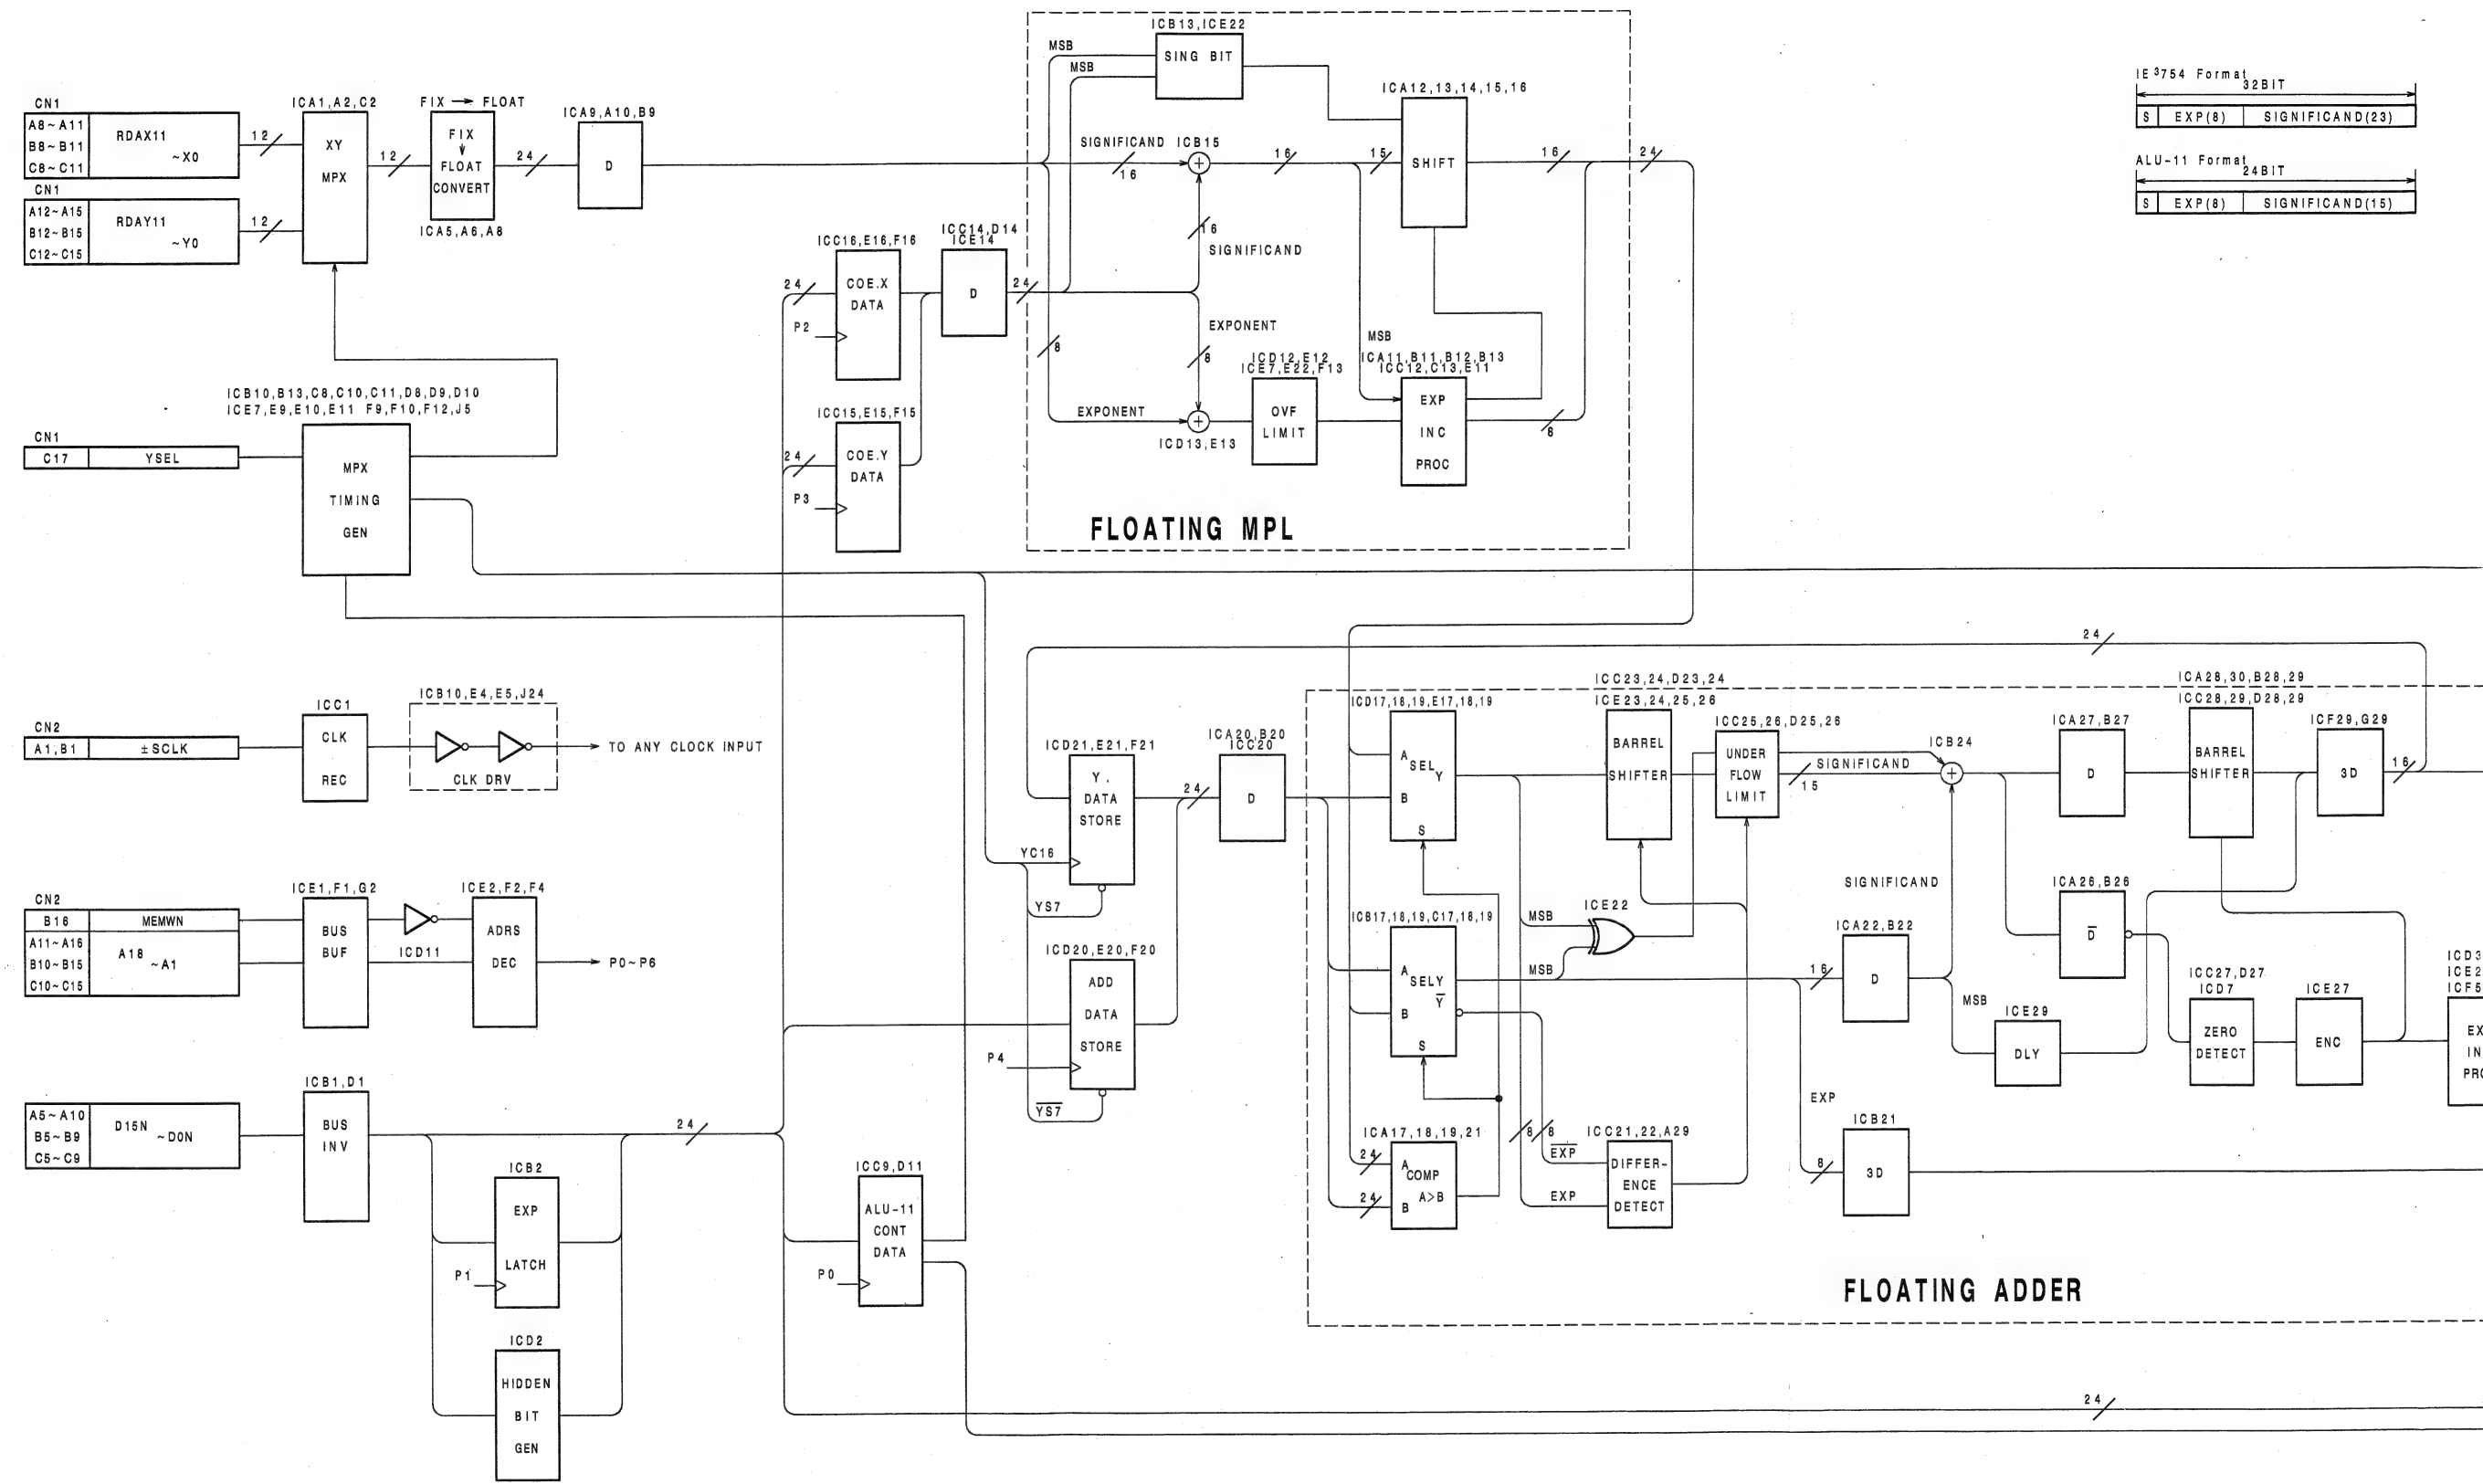 ICB13,ICE22
MSB
SING BIT
MSB
IE³754 Format
32BIT
S EXP(8) SIGNIFICAND(23)
ALU-11 Format
24BIT
S EXP(8) SIGNIFICAND(15)
CN1
A8~A11
B8~B11
C8~C11
RDAX11
~X0
12
CN1
A12~A15
B12~B15
C12~C15
RDAY11
~Y0
12
ICA1,A2,C2
XY
MPX
12
FIX → FLOAT
FIX
↓
FLOAT
CONVERT
ICA5,A6,A8
24
ICA9,A10,B9
D
SIGNIFICAND
16
ICB15
16
15
ICA12,13,14,15,16
SHIFT
16
24
16
SIGNIFICAND
ICC16,E16,F16
24
COE.X
DATA
P2
ICC14,D14
ICE14
D
24
8
EXPONENT
8
MSB
ICD12,E12
ICE7,E22,F13
OVF
LIMIT
ICA11,B11,B12,B13
ICC12,C13,E11
EXP
INC
PROC
8
EXPONENT
ICD13,E13
ICC15,E15,F15
24
COE.Y
DATA
P3
FLOATING MPL
ICB10,B13,C8,C10,C11,D8,D9,D10
ICE7,E9,E10,E11 F9,F10,F12,J5
CN1
C17 YSEL
MPX
TIMING
GEN
24
CN2
A1,B1 ±SCLK
ICC1
CLK
REC
ICB10,E4,E5,J24
CLK DRV
TO ANY CLOCK INPUT
CN2
B16 MEMWN
A11~A16
B10~B15
C10~C15
A18
~A1
ICE1,F1,G2
BUS
BUF
ICD11
ICE2,F2,F4
ADRS
DEC
P0~P6
A5~A10
B5~B9
C5~C9
D15N
~D0N
ICB1,D1
BUS
INV
24
ICB2
EXP
LATCH
P1
ICD2
HIDDEN
BIT
GEN
ICC9,D11
ALU-11
CONT
DATA
P0
ICD21,E21,F21
Y.
DATA
STORE
YC16
YS7
24
ICA20,B20
ICC20
D
ICD20,E20,F20
ADD
DATA
STORE
P4
YS7
ICD17,18,19,E17,18,19
A
SEL
Y
B
S
ICB17,18,19,C17,18,19
A
SELY
Y
B
S
ICA17,18,19,21
24
A
COMP
A>B
24
B
ICC23,24,D23,24
ICE23,24,25,26
BARREL
SHIFTER
ICC25,26,D25,26
UNDER
FLOW
LIMIT
SIGNIFICAND
15
ICB24
ICE22
MSB
MSB
8
8
EXP
EXP
ICC21,22,A29
DIFFER-
ENCE
DETECT
SIGNIFICAND
16
ICA22,B22
D
MSB
EXP
8
ICB21
3D
ICE29
DLY
ICA27,B27
D
ICA26,B26
D
ICA28,30,B28,29
ICC28,29,D28,29
BARREL
SHIFTER
ICF29,G29
3D
16
ICC27,D27
ICD7
ZERO
DETECT
ICE27
ENC
ICD3
ICE2
ICF5
EX
IN
PRO
FLOATING ADDER
24